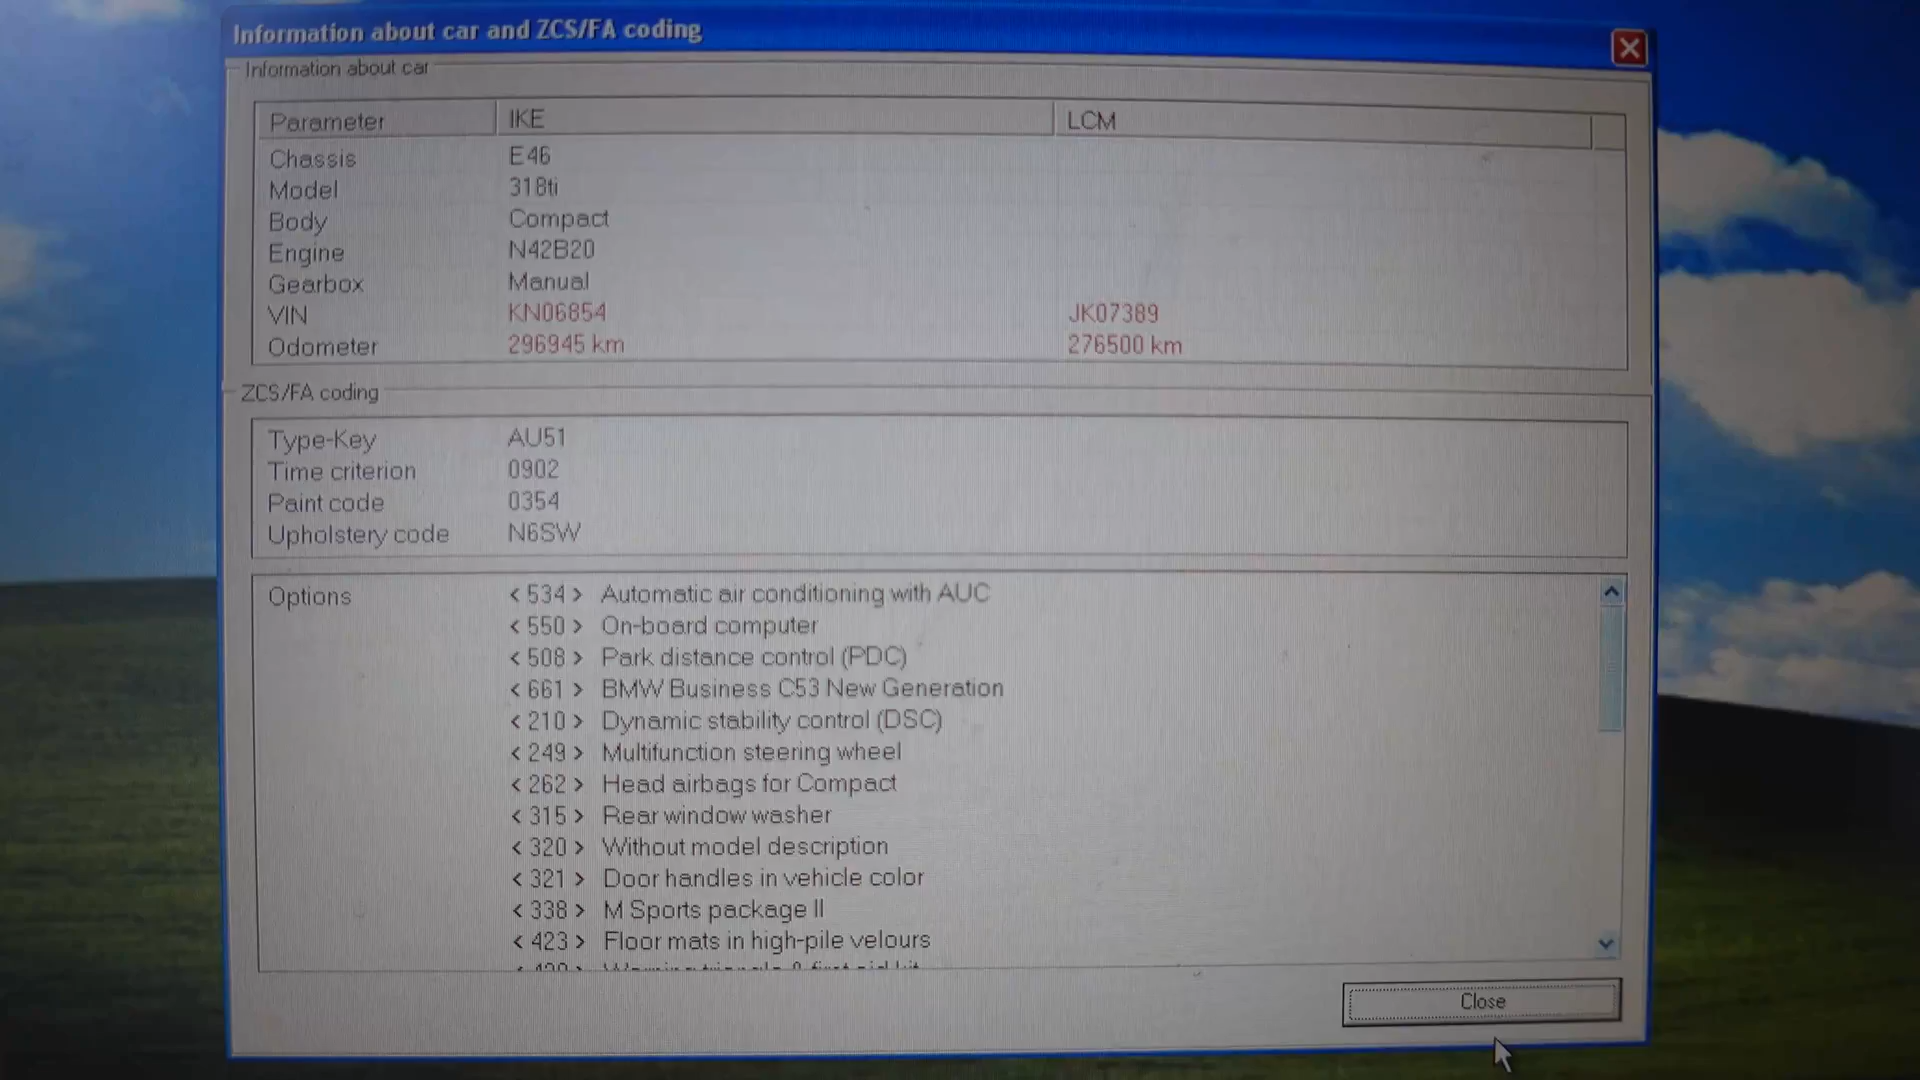 Information about car and ZCS/FA coding
Information about car
Parameter IKE LCM
Chassis E46
Model 318ti
Body Compact
Engine N42B20
Gearbox Manual
VIN KN06854 JK07389
Odometer 296945 km 276500 km
ZCS/FA coding
Type-Key AU51
Time criterion 0902
Paint code 0354
Upholstery code N6SW
Options < 534 > Automatic air conditioning with AUC
< 550 > On-board computer
< 508 > Park distance control (PDC)
< 661 > BMW Business C53 New Generation
< 210 > Dynamic stability control (DSC)
< 249 > Multifunction steering wheel
< 262 > Head airbags for Compact
< 315 > Rear window washer
< 320 > Without model description
< 321 > Door handles in vehicle color
< 338 > M Sports package II
< 423 > Floor mats in high-pile velours
Close